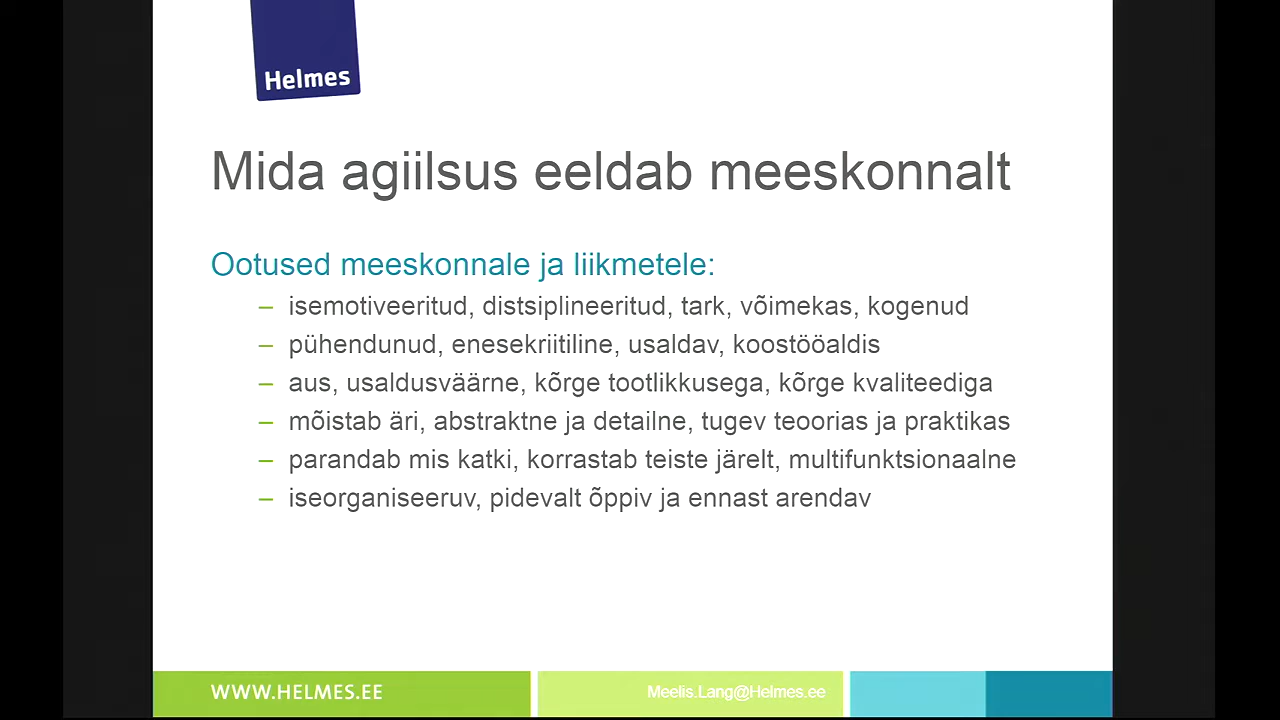 Helmes
Mida agiilsus eeldab meeskonnalt
Ootused meeskonnale ja liikmetele:
– isemotiveeritud, distsiplineeritud, tark, võimekas, kogenud
– pühendunud, enesekriitiline, usaldav, koostööaldis
– aus, usaldusväärne, kõrge tootlikkusega, kõrge kvaliteediga
– mõistab äri, abstraktne ja detailne, tugev teoorias ja praktikas
– parandab mis katki, korrastab teiste järelt, multifunktsionaalne
– iseorganiseeruv, pidevalt õppiv ja ennast arendav
WWW.HELMES.EE
Meelis.Lang@Helmes.ee